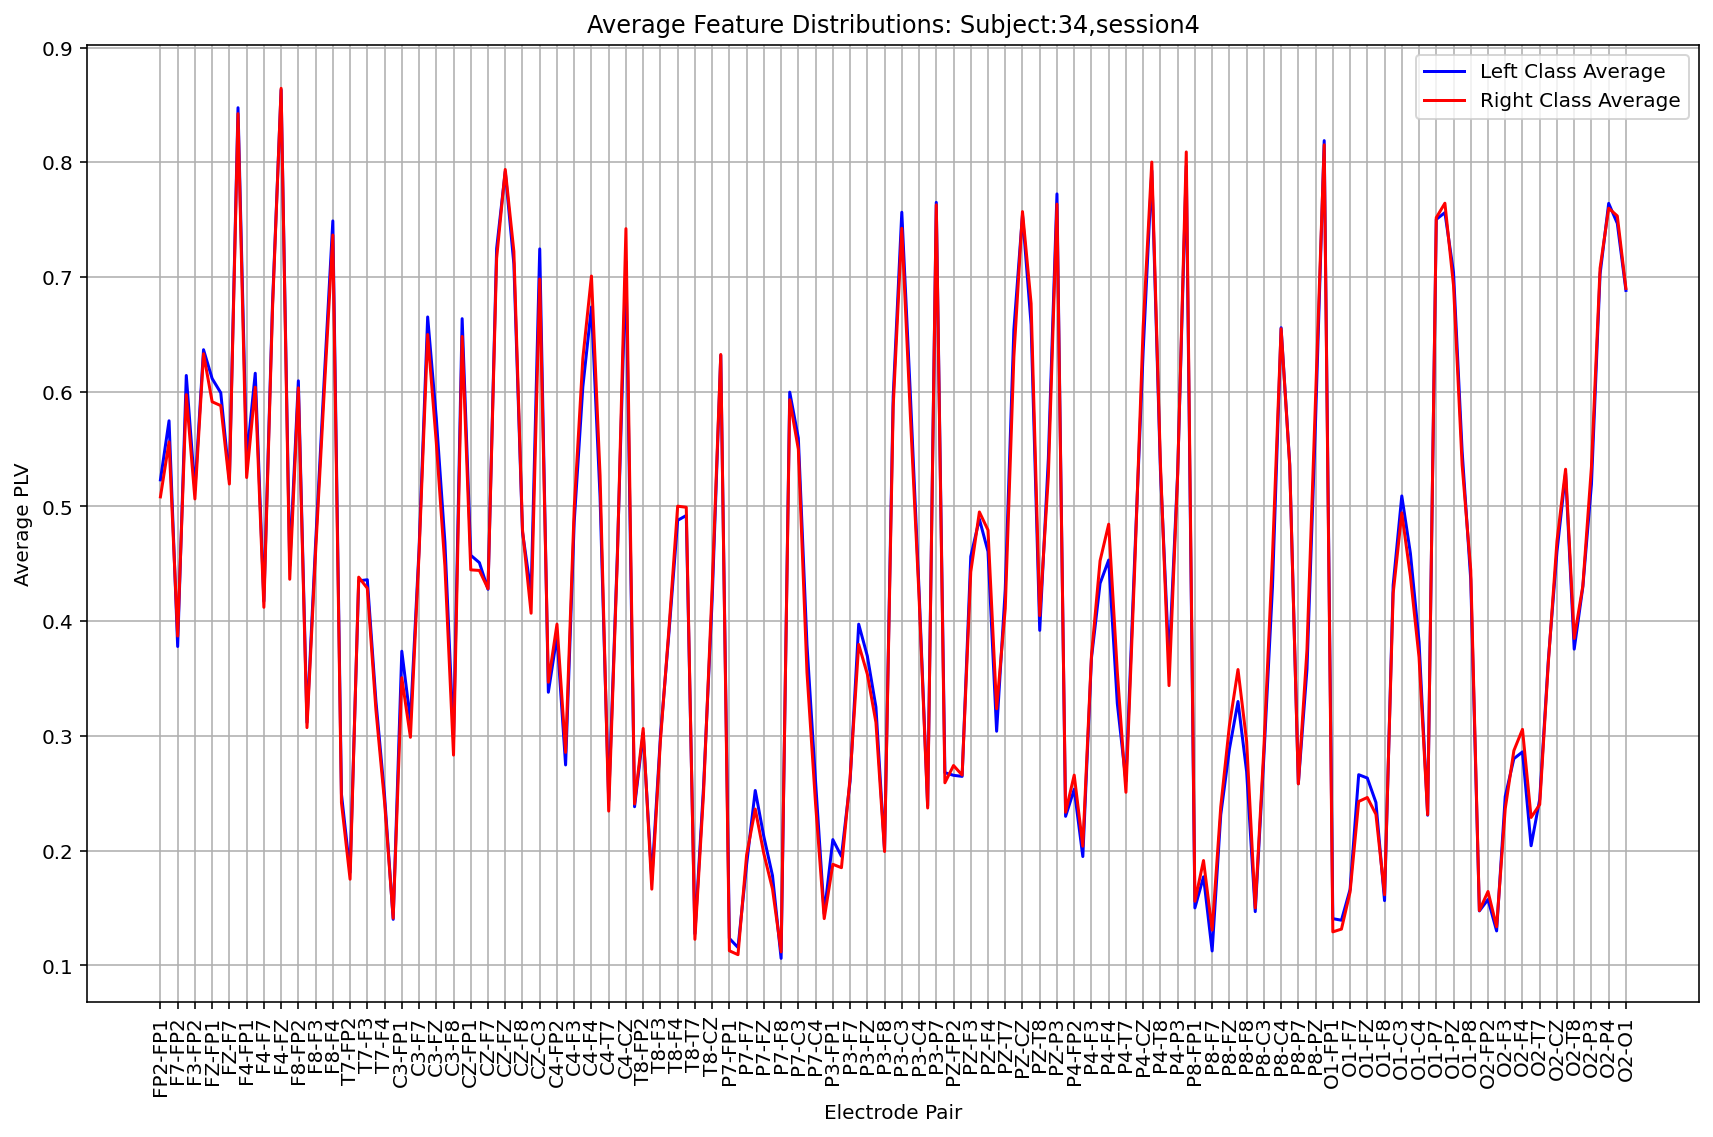 Average Feature Distributions: Subject:34,session4
Left Class Average
Right Class Average
Average PLV
0.9
0.8
0.7
0.6
0.5
0.4
0.3
0.2
0.1
FP2-FP1
F7-FP2
F3-FP2
FZ-FP1
FZ-F7
F4-FP1
F4-F7
F4-FZ
F8-FP2
F8-F3
F8-F4
T7-FP2
T7-F3
T7-F4
C3-FP1
C3-F7
C3-FZ
C3-F8
CZ-FP1
CZ-F7
CZ-FZ
CZ-F8
CZ-C3
C4-FP2
C4-F3
C4-F4
C4-T7
C4-CZ
T8-FP2
T8-F3
T8-F4
T8-T7
T8-CZ
P7-FP1
P7-F7
P7-FZ
P7-F8
P7-C3
P7-C4
P3-FP1
P3-F7
P3-FZ
P3-F8
P3-C3
P3-C4
P3-P7
PZ-FP2
PZ-F3
PZ-F4
PZ-T7
PZ-CZ
PZ-T8
PZ-P3
P4-FP2
P4-F3
P4-F4
P4-T7
P4-CZ
P4-T8
P4-P3
P8-FP1
P8-F7
P8-FZ
P8-F8
P8-C3
P8-C4
P8-P7
P8-PZ
O1-FP1
O1-F7
O1-FZ
O1-F8
O1-C3
O1-C4
O1-P7
O1-PZ
O1-P8
O2-FP2
O2-F3
O2-F4
O2-T7
O2-CZ
O2-T8
O2-P3
O2-P4
O2-O1
Electrode Pair